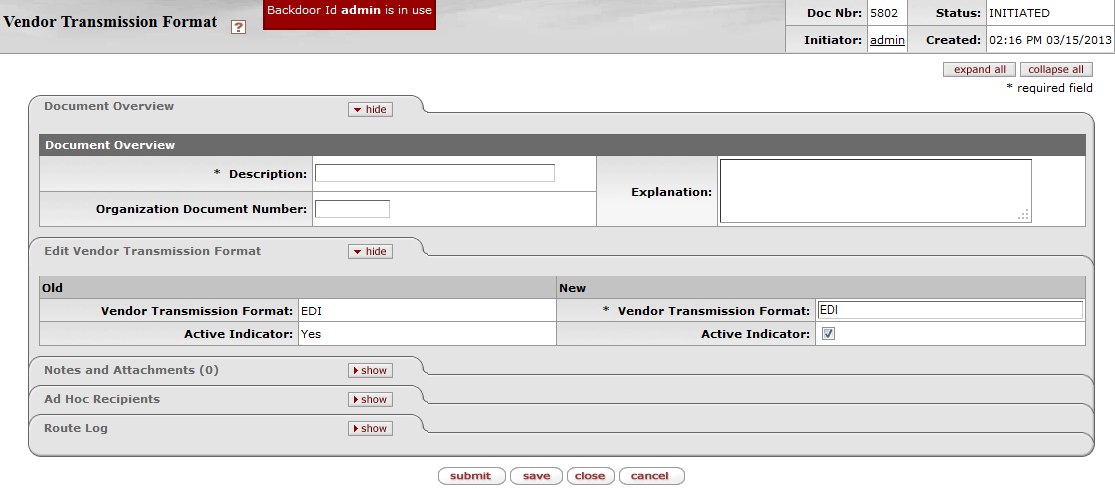 Vendor Transmission Format ?
Backdoor Id admin is in use
Doc Nbr: 5802 Status: INITIATED
Initiator: admin Created: 02:16 PM 03/15/2013
expand all collapse all
* required field
Document Overview hide
Document Overview
* Description: Explanation:
Organization Document Number:
Edit Vendor Transmission Format hide
Old New
Vendor Transmission Format: EDI * Vendor Transmission Format: EDI
Active Indicator: Yes Active Indicator:
Notes and Attachments (0) show
Ad Hoc Recipients show
Route Log show
submit save close cancel